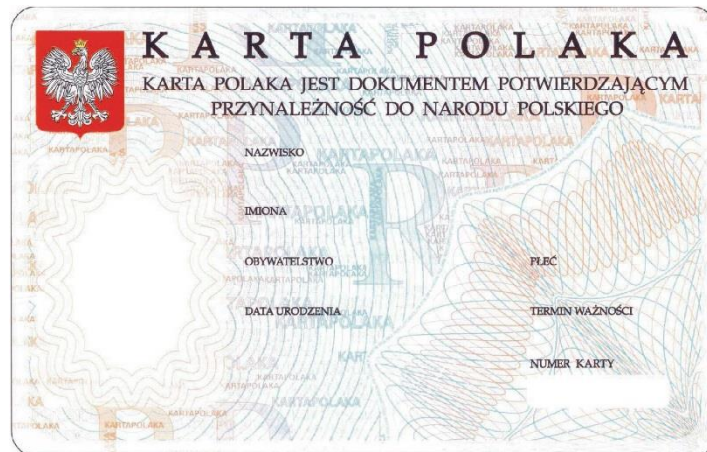 KARTA POLAKA
KARTA POLAKA JEST DOKUMENTEM POTWIERDZAJĄCYM
PRZYNALEŻNOŚĆ DO NARODU POLSKIEGO
NAZWISKO
IMIONA
OBYWATELSTWO
PŁEĆ
DATA URODZENIA
TERMIN WAŻNOŚCI
NUMER KARTY